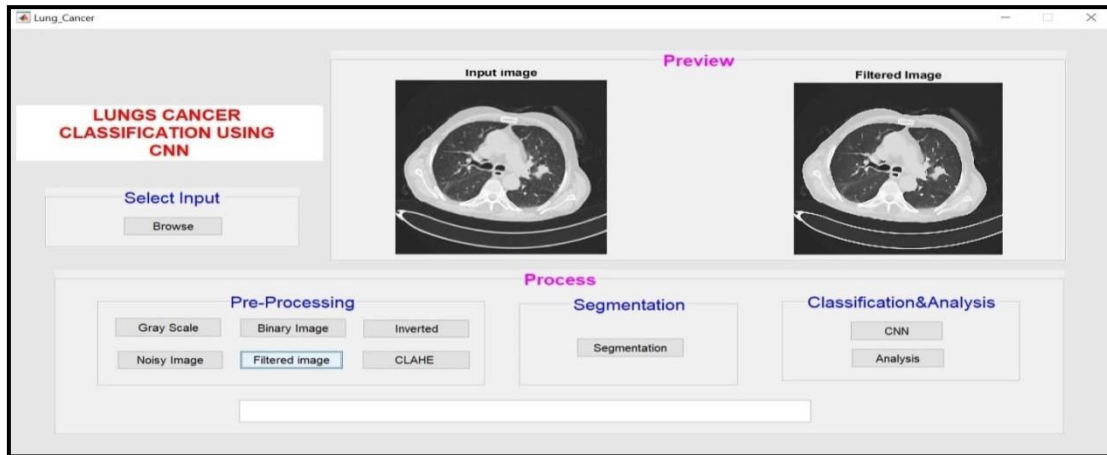 Lung_Cancer
Preview
Input image
Filtered Image
LUNGS CANCER
CLASSIFICATION USING
CNN
Select Input
Browse
Process
Pre-Processing
Segmentation
Classification&Analysis
Gray Scale
Binary Image
Inverted
CNN
Segmentation
Noisy Image
Filtered image
CLAHE
Analysis